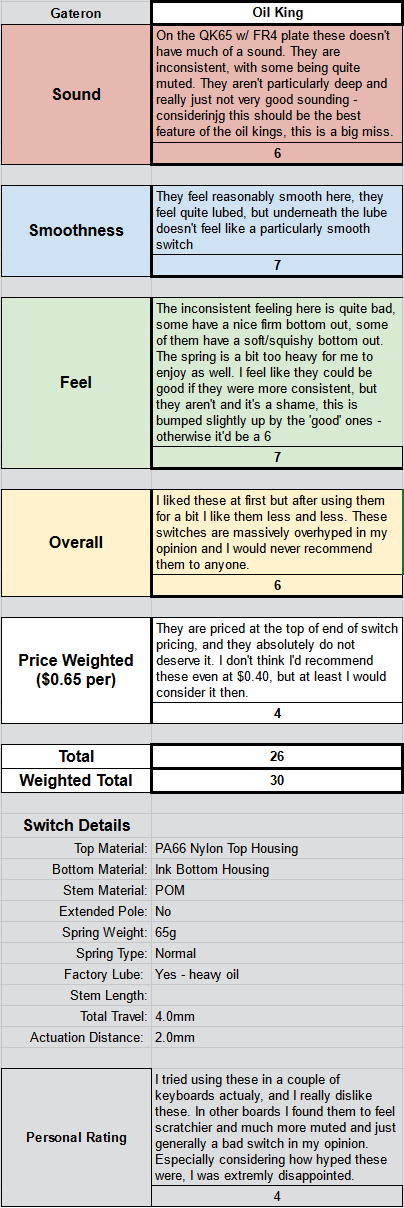 Gateron Oil King
Sound
On the QK65 w/ FR4 plate these doesn't
have much of a sound. They are
inconsistent, with some being quite
muted. They aren't particularly deep and
really just not very good sounding -
considerinjg this should be the best
feature of the oil kings, this is a big miss.
6
Smoothness
They feel reasonably smooth here, they
feel quite lubed, but underneath the lube
doesn't feel like a particularly smooth
switch
7
Feel
The inconsistent feeling here is quite bad,
some have a nice firm bottom out, some
of them have a soft/squishy bottom out.
The spring is a bit too heavy for me to
enjoy as well. I feel like they could be
good if they were more consistent, but
they aren't and it's a shame, this is
bumped slightly up by the 'good' ones -
otherwise it'd be a 6
7
Overall
I liked these at first but after using them
for a bit I like them less and less. These
switches are massively overhyped in my
opinion and I would never recommend
them to anyone.
6
Price Weighted
($0.65 per)
They are priced at the top of end of switch
pricing, and they absolutely do not
deserve it. I don't think I'd recommend
these even at $0.40, but at least I would
consider it then.
4
Total 26
Weighted Total 30
Switch Details
Top Material: PA66 Nylon Top Housing
Bottom Material: Ink Bottom Housing
Stem Material: POM
Extended Pole: No
Spring Weight: 65g
Spring Type: Normal
Factory Lube: Yes - heavy oil
Stem Length:
Total Travel: 4.0mm
Actuation Distance: 2.0mm
Personal Rating
I tried using these in a couple of
keyboards actualy, and I really dislike
these. In other boards I found them to feel
scratchier and much more muted and just
generally a bad switch in my opinion.
Especially considering how hyped these
were, I was extremly disappointed.
4